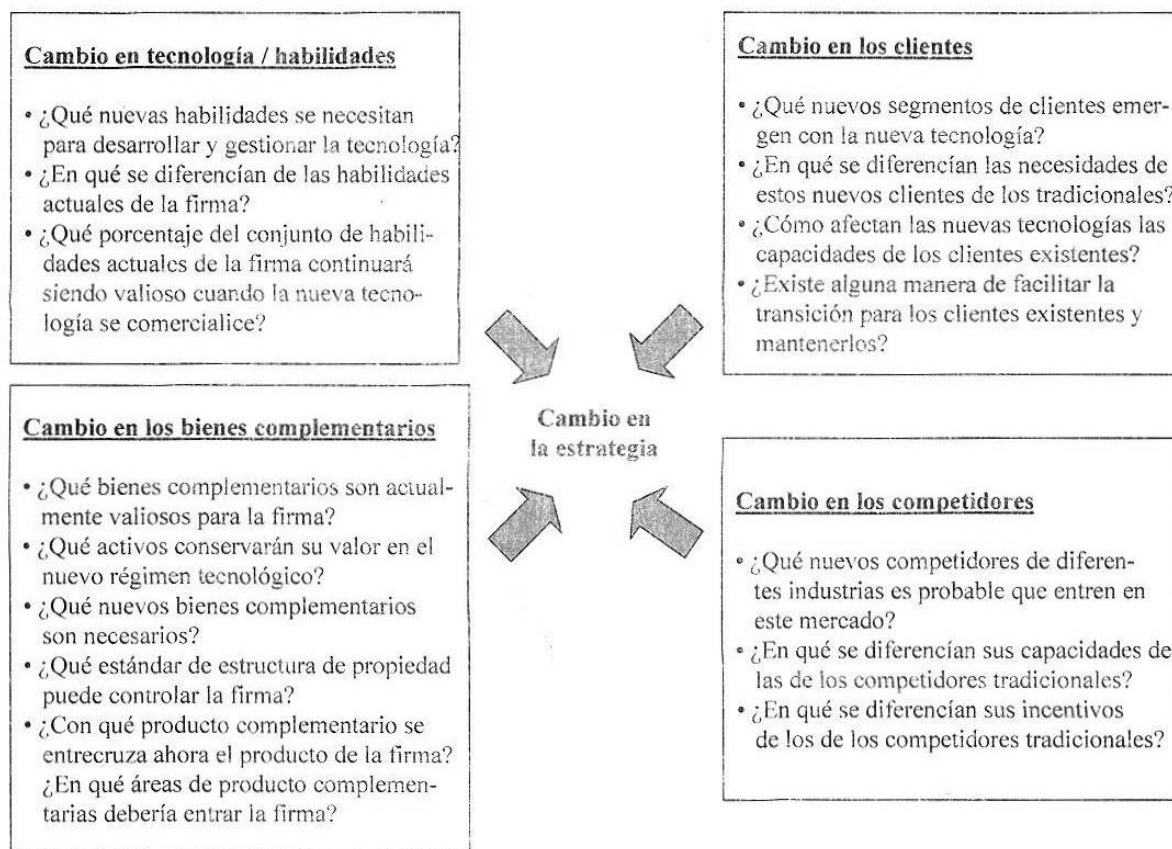 Cambio en tecnología / habilidades
• ¿Qué nuevas habilidades se necesitan
para desarrollar y gestionar la tecnología?
• ¿En qué se diferencían de las habilidades
actuales de la firma?
• ¿Qué porcentaje del conjunto de habili-
dades actuales de la firma continuará
siendo valioso cuando la nueva tecno-
logía se comercialice?
Cambio en los clientes
• ¿Qué nuevos segmentos de clientes emer-
gen con la nueva tecnología?
• ¿En qué se diferencían las necesidades de
estos nuevos clientes de los tradicionales?
• ¿Cómo afectan las nuevas tecnologías las
capacidades de los clientes existentes?
• ¿Existe alguna manera de facilitar la
transición para los clientes existentes y
mantenerlos?
Cambio en
la estrategia
Cambio en los bienes complementarios
• ¿Qué bienes complementarios son actual-
mente valiosos para la firma?
• ¿Qué activos conservarán su valor en el
nuevo régimen tecnológico?
• ¿Qué nuevos bienes complementarios
son necesarios?
• ¿Qué estándar de estructura de propiedad
puede controlar la firma?
• ¿Con qué producto complementario se
entrecruza ahora el producto de la firma?
¿En qué áreas de producto complemen-
tarias debería entrar la firma?
Cambio en los competidores
• ¿Qué nuevos competidores de diferen-
tes industrias es probable que entren en
este mercado?
• ¿En qué se diferencían sus capacidades de
las de los competidores tradicionales?
• ¿En qué se diferencían sus incentivos
de los de los competidores tradicionales?